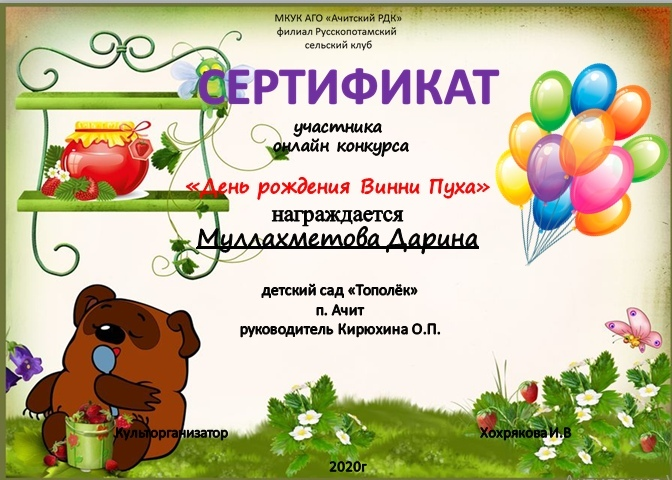 МКУК АГО «Ачитский РДК»
филиал Русскопотамский
сельский клуб
СЕРТИФИКАТ
участника
онлайн конкурса
«День рождения Винни Пуха»
награждается
Муллахметова Дарина
детский сад «Тополёк»
п. Ачит
руководитель Кирюхина О.П.
Культорганизатор Хохрякова И.В
2020г